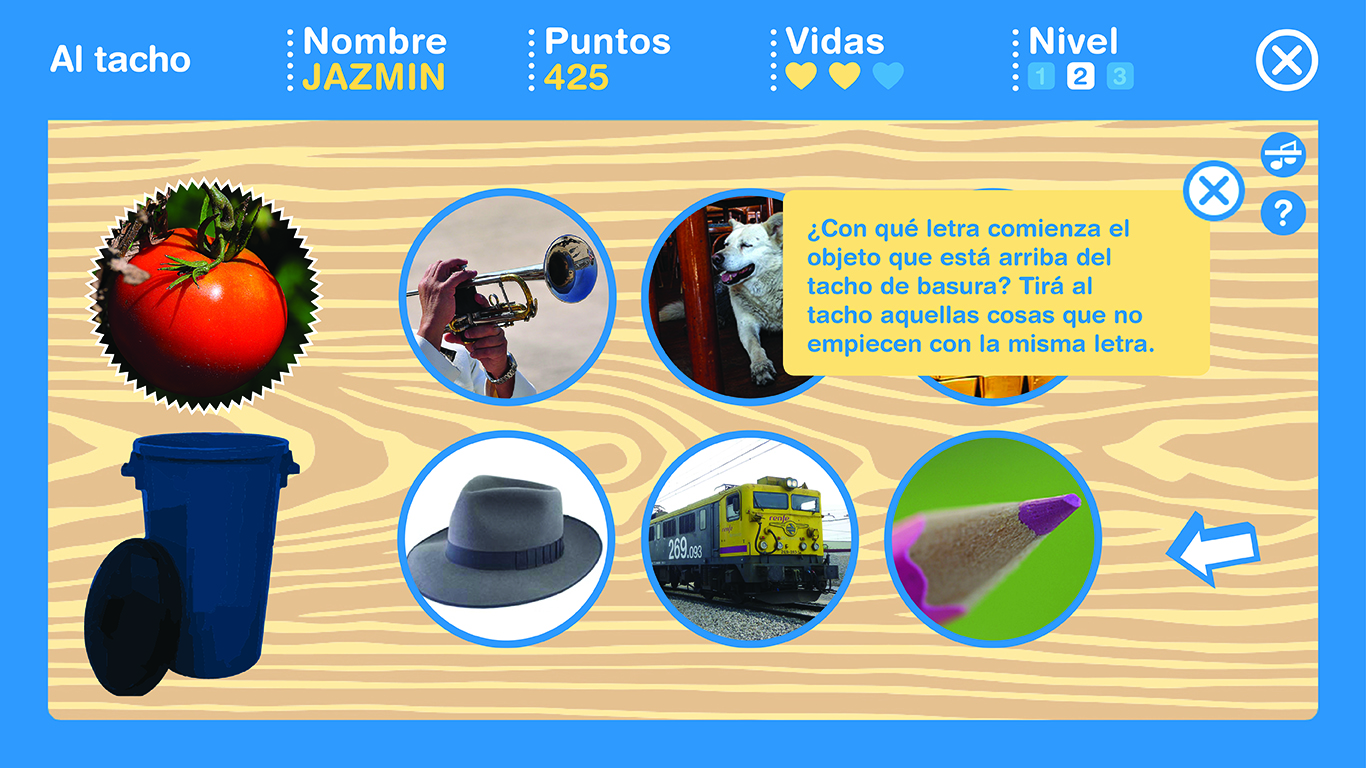 Al tacho
Nombre
JAZMIN
Puntos
425
Vidas
Nivel
1 2 3
?
¿Con qué letra comienza el
objeto que está arriba del
tacho de basura? Tirá al
tacho aquellas cosas que no
empiecen con la misma letra.
renfe
269.093